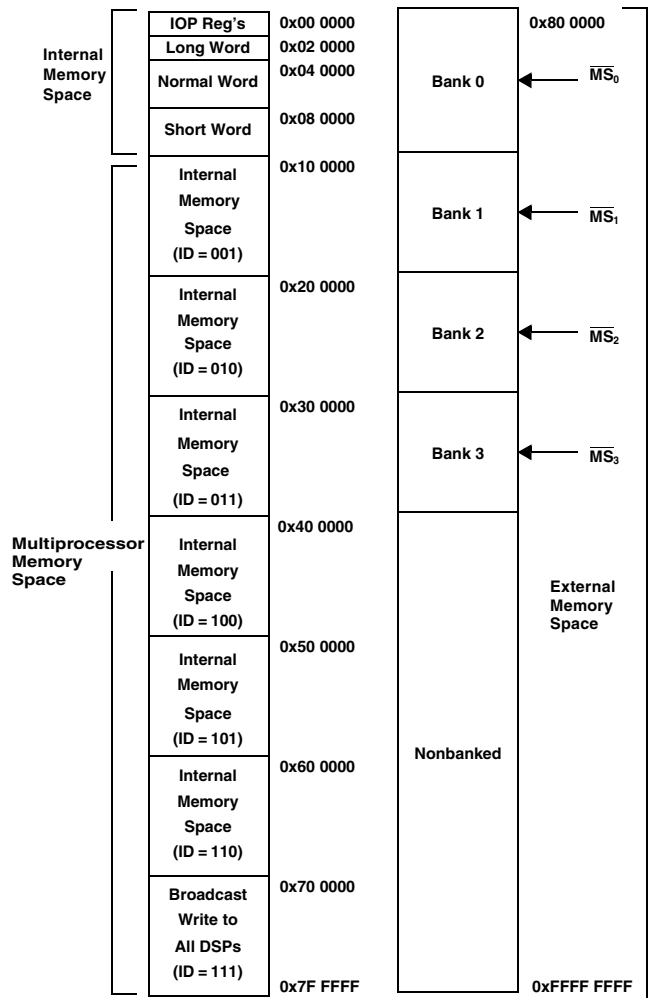 Internal
Memory
Space
IOP Reg's
0x00 0000
Long Word
0x02 0000
Normal Word
0x04 0000
Short Word
0x08 0000
Multiprocessor
Memory
Space
Internal
Memory
Space
(ID = 001)
0x10 0000
Internal
Memory
Space
(ID = 010)
0x20 0000
Internal
Memory
Space
(ID = 011)
0x30 0000
Internal
Memory
Space
(ID = 100)
0x40 0000
Internal
Memory
Space
(ID = 101)
0x50 0000
Internal
Memory
Space
(ID = 110)
0x60 0000
Broadcast
Write to
All DSPs
(ID = 111)
0x70 0000
0x7F FFFF
0x80 0000
Bank 0
MS0
Bank 1
MS1
Bank 2
MS2
Bank 3
MS3
Nonbanked
External
Memory
Space
0xFFFF FFFF